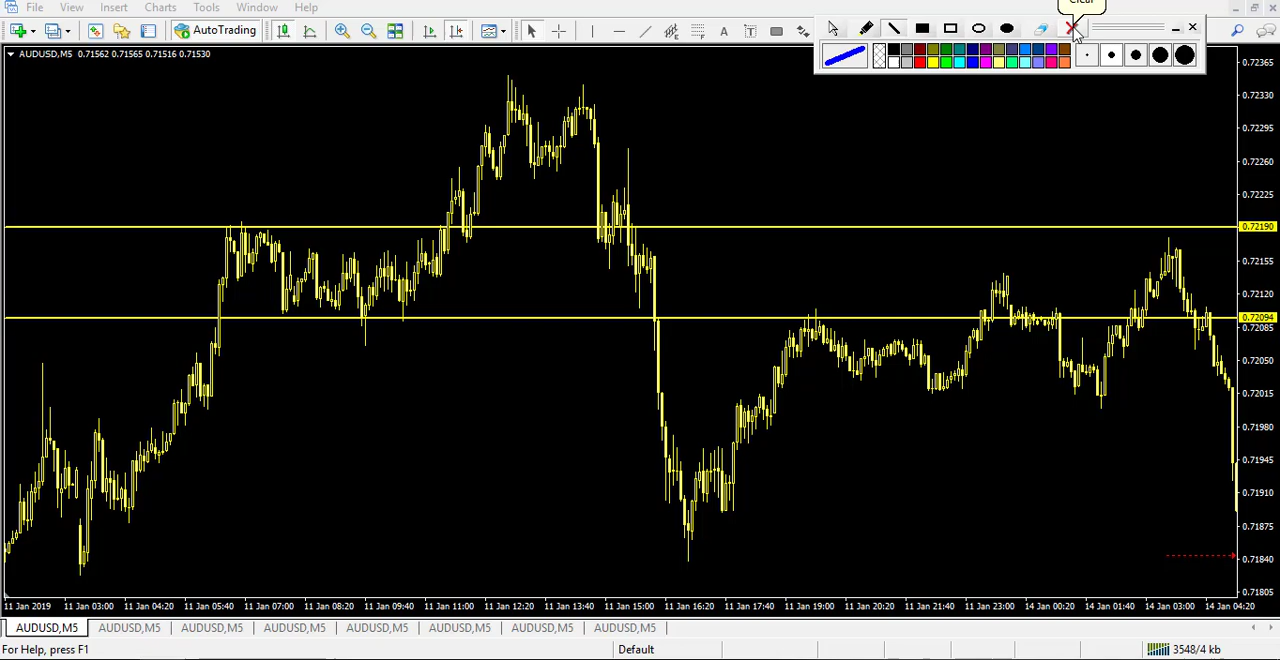 Clear
File View Insert Charts Tools Window Help
AutoTrading
A T
AUDUSD,M5 0.71562 0.71565 0.71516 0.71530
0.72365
0.72330
0.72295
0.72260
0.72225
0.72190
0.72155
0.72120
0.72094
0.72085
0.72050
0.72015
0.71980
0.71945
0.71910
0.71875
0.71840
0.71805
11 Jan 2019 11 Jan 03:00 11 Jan 04:20 11 Jan 05:40 11 Jan 07:00 11 Jan 08:20 11 Jan 09:40 11 Jan 11:00 11 Jan 12:20 11 Jan 13:40 11 Jan 15:00 11 Jan 16:20 11 Jan 17:40 11 Jan 19:00 11 Jan 20:20 11 Jan 21:40 11 Jan 23:00 14 Jan 00:20 14 Jan 01:40 14 Jan 03:00 14 Jan 04:20
AUDUSD,M5 AUDUSD,M5 AUDUSD,M5 AUDUSD,M5 AUDUSD,M5 AUDUSD,M5 AUDUSD,M5 AUDUSD,M5
For Help, press F1 Default 3548/4 kb